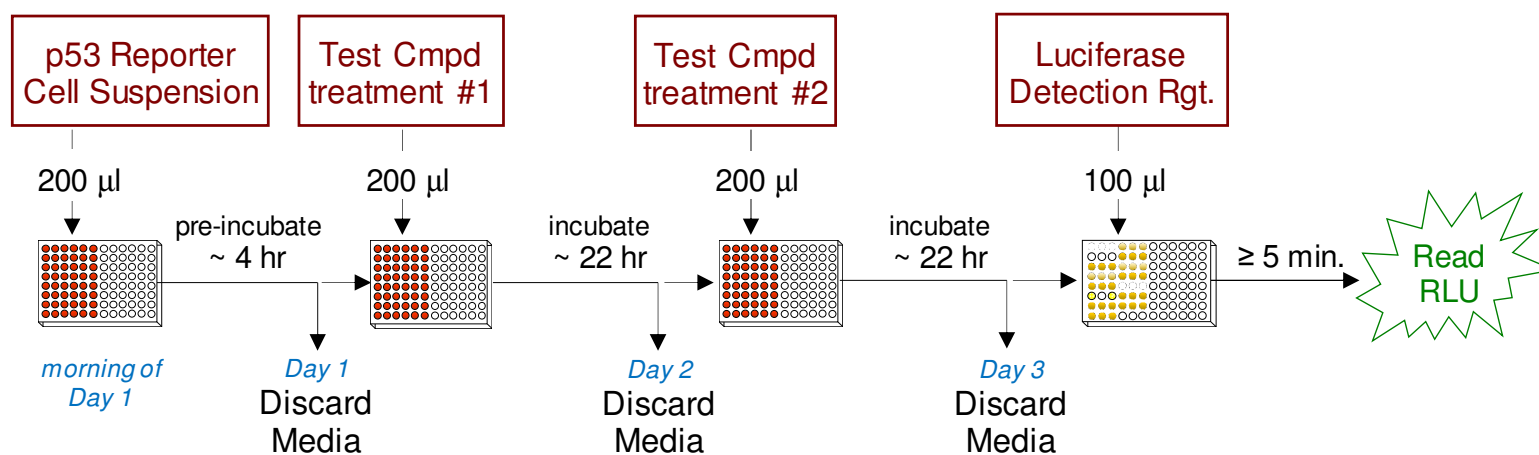 p53 Reporter
Cell Suspension
Test Cmpd
treatment #1
Test Cmpd
treatment #2
Luciferase
Detection Rgt.
200 μl
200 μl
200 μl
100 μl
pre-incubate
~ 4 hr
incubate
~ 22 hr
incubate
~ 22 hr
≥ 5 min.
Read
RLU
morning of
Day 1
Day 1
Discard
Media
Day 2
Discard
Media
Day 3
Discard
Media